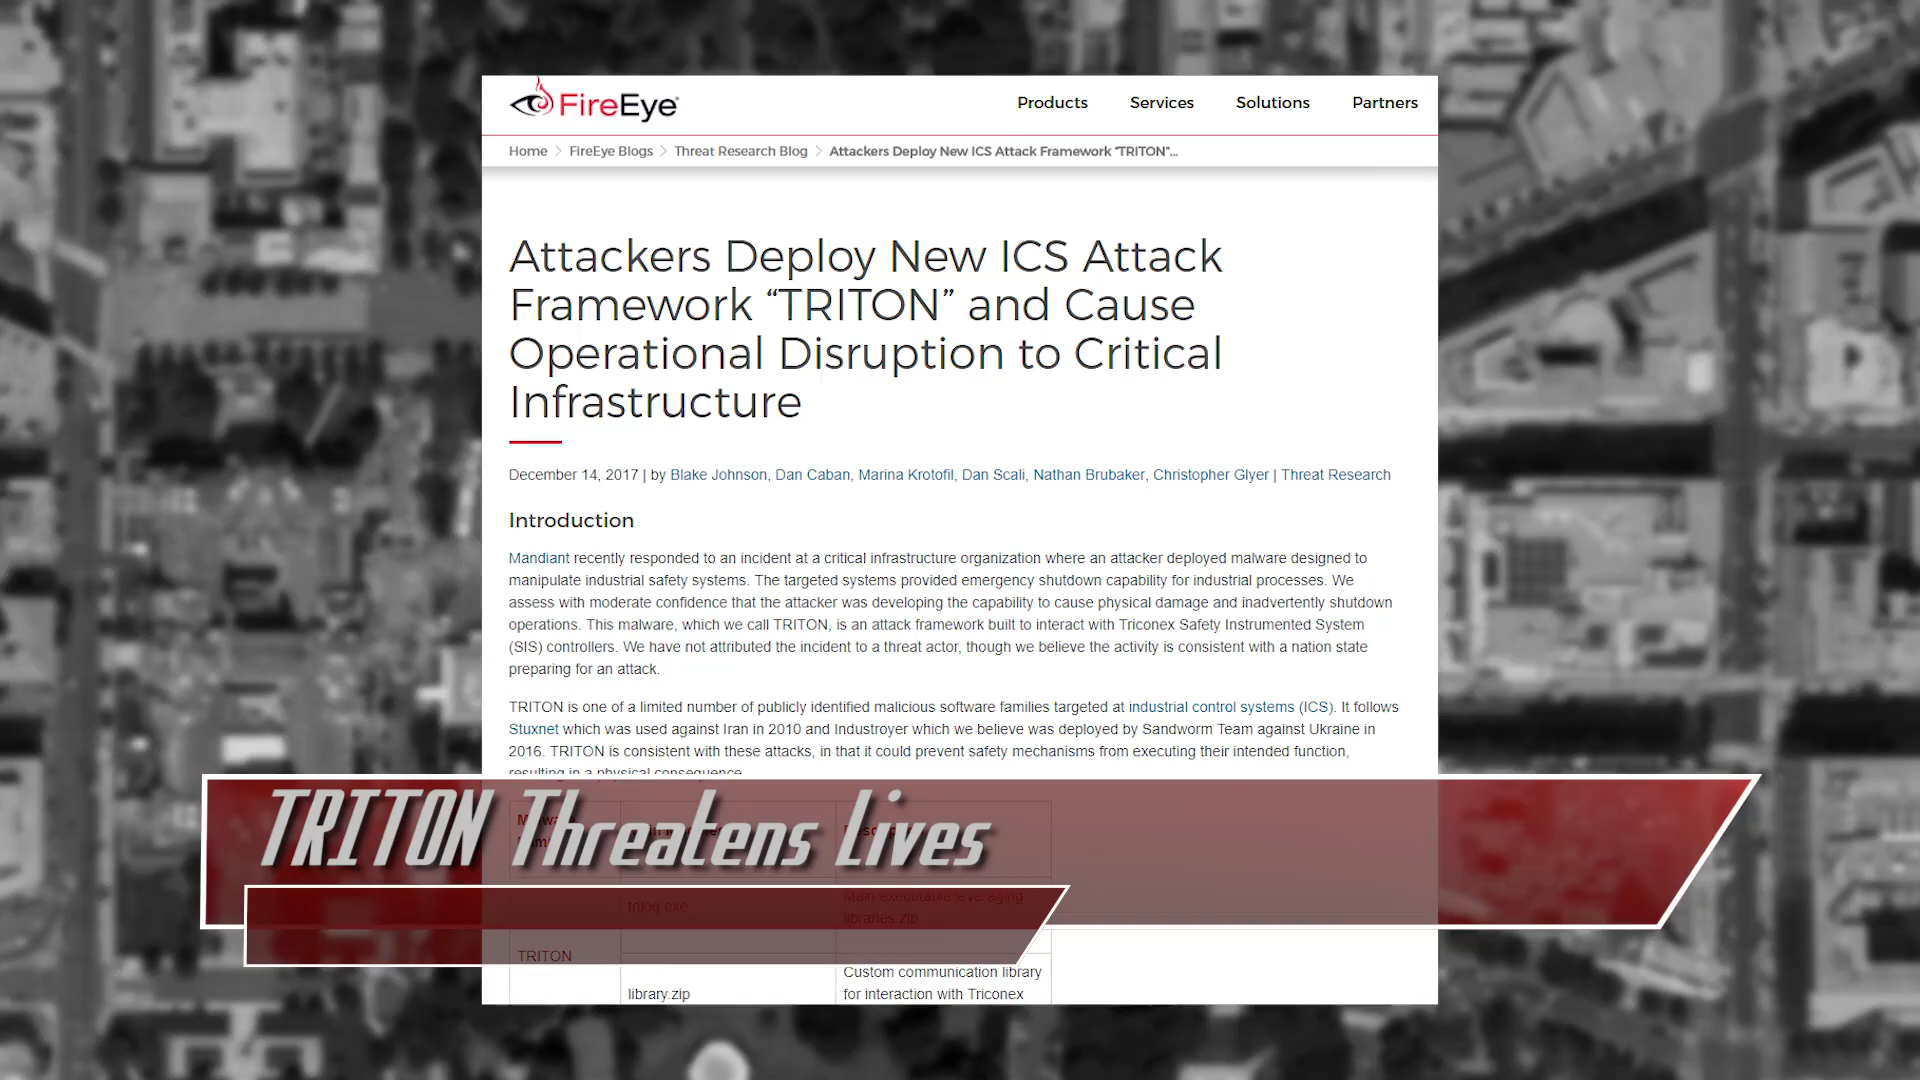 FireEye
Products Services Solutions Partners
Home > FireEye Blogs > Threat Research Blog > Attackers Deploy New ICS Attack Framework “TRITON”...
Attackers Deploy New ICS Attack
Framework “TRITON” and Cause
Operational Disruption to Critical
Infrastructure
December 14, 2017 | by Blake Johnson, Dan Caban, Marina Krotofil, Dan Scali, Nathan Brubaker, Christopher Glyer | Threat Research
Introduction
Mandiant recently responded to an incident at a critical infrastructure organization where an attacker deployed malware designed to
manipulate industrial safety systems. The targeted systems provided emergency shutdown capability for industrial processes. We
assess with moderate confidence that the attacker was developing the capability to cause physical damage and inadvertently shutdown
operations. This malware, which we call TRITON, is an attack framework built to interact with Triconex Safety Instrumented System
(SIS) controllers. We have not attributed the incident to a threat actor, though we believe the activity is consistent with a nation state
preparing for an attack.
TRITON is one of a limited number of publicly identified malicious software families targeted at industrial control systems (ICS). It follows
Stuxnet which was used against Iran in 2010 and Industroyer which we believe was deployed by Sandworm Team against Ukraine in
2016. TRITON is consistent with these attacks, in that it could prevent safety mechanisms from executing their intended function,
resulting in a physical consequence.
TRITON Threatens Lives
trilog.exe
Main executable leveraging
libraries.zip
TRITON
library.zip
Custom communication library
for interaction with Triconex